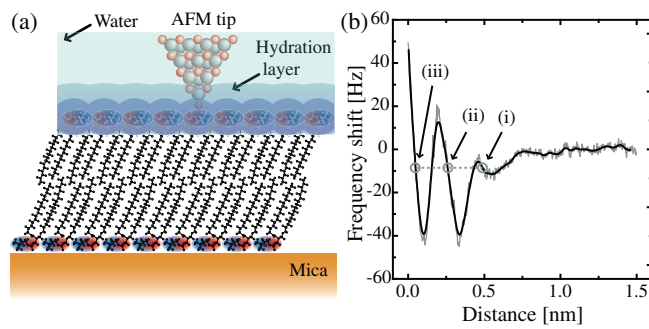 (a)
Water
AFM tip
Hydration
layer
Mica
(b)
Frequency shift [Hz]
60
40
20
0
-20
-40
-60
(iii)
(ii)
(i)
0.0
0.5
1.0
1.5
Distance [nm]